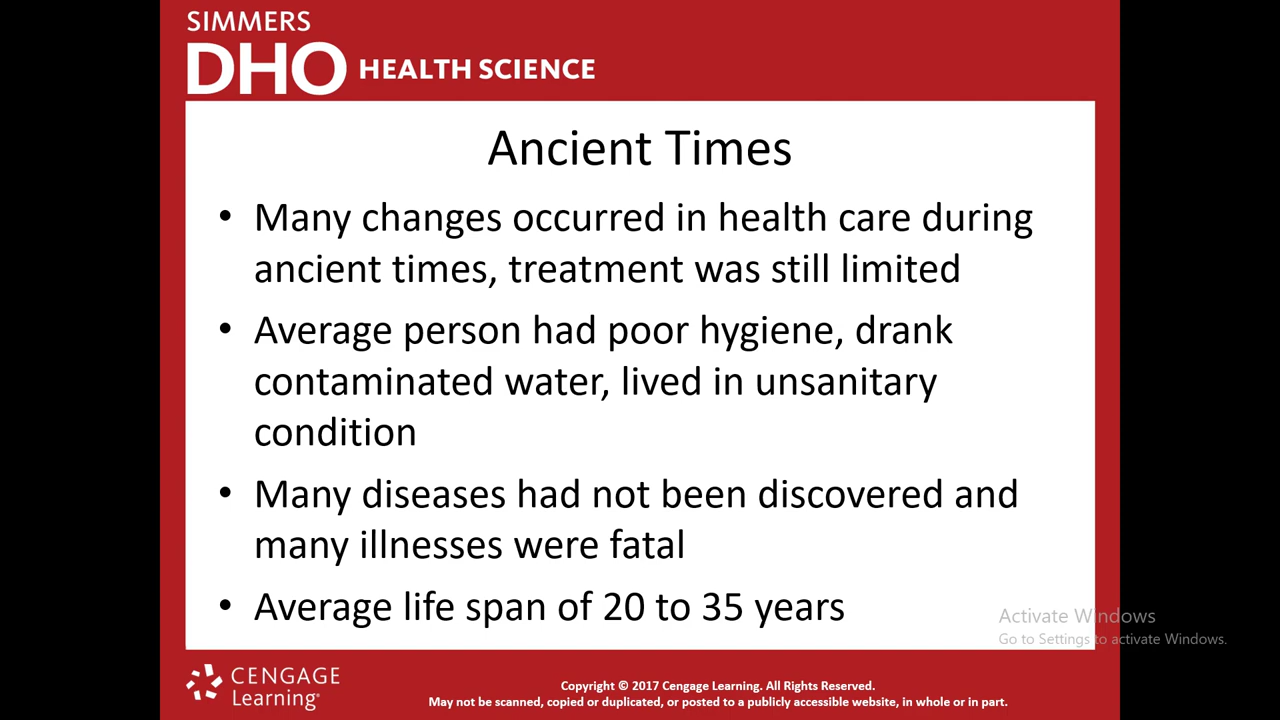 SIMMERS
DHO HEALTH SCIENCE
Ancient Times
• Many changes occurred in health care during
ancient times, treatment was still limited
• Average person had poor hygiene, drank
contaminated water, lived in unsanitary
condition
• Many diseases had not been discovered and
many illnesses were fatal
• Average life span of 20 to 35 years
Activate Windows
Go to Settings to activate Windows.
CENGAGE
Learning®
Copyright © 2017 Cengage Learning. All Rights Reserved.
May not be scanned, copied or duplicated, or posted to a publicly accessible website, in whole or in part.